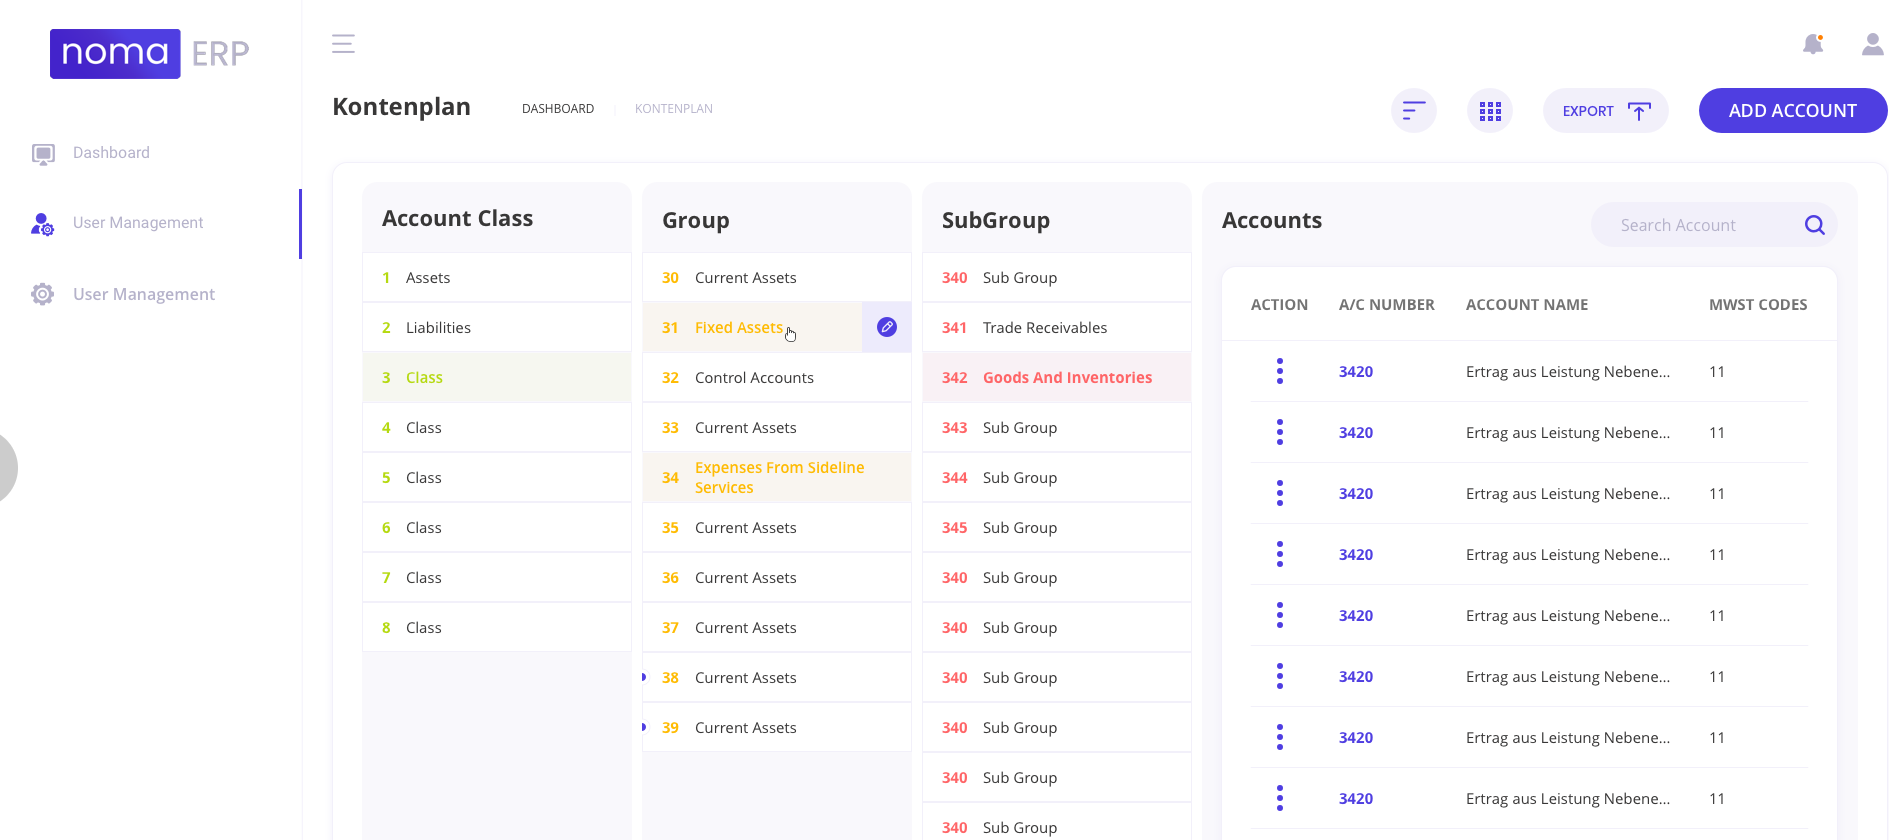 noma ERP
Dashboard
User Management
User Management
Kontenplan
DASHBOARD
KONTENPLAN
EXPORT
ADD ACCOUNT
Account Class
1 Assets
2 Liabilities
3 Class
4 Class
5 Class
6 Class
7 Class
8 Class
Group
30 Current Assets
31 Fixed Assets
32 Control Accounts
33 Current Assets
34 Expenses From Sideline
Services
35 Current Assets
36 Current Assets
37 Current Assets
38 Current Assets
39 Current Assets
SubGroup
340 Sub Group
341 Trade Receivables
342 Goods And Inventories
343 Sub Group
344 Sub Group
345 Sub Group
340 Sub Group
340 Sub Group
340 Sub Group
340 Sub Group
340 Sub Group
340 Sub Group
Accounts
Search Account
ACTION A/C NUMBER ACCOUNT NAME MWST CODES
3420 Ertrag aus Leistung Nebene... 11
3420 Ertrag aus Leistung Nebene... 11
3420 Ertrag aus Leistung Nebene... 11
3420 Ertrag aus Leistung Nebene... 11
3420 Ertrag aus Leistung Nebene... 11
3420 Ertrag aus Leistung Nebene... 11
3420 Ertrag aus Leistung Nebene... 11
3420 Ertrag aus Leistung Nebene... 11